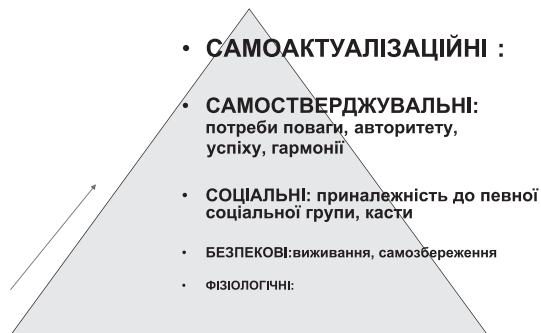 • САМОАКТУАЛІЗАЦІЙНІ :
• САМОСТВЕРДЖУВАЛЬНІ:
потреби поваги, авторитету,
успіху, гармонії
• СОЦІАЛЬНІ: приналежність до певної
соціальної групи, касти
• БЕЗПЕКОВІ:виживання, самозбереження
• ФІЗІОЛОГІЧНІ: